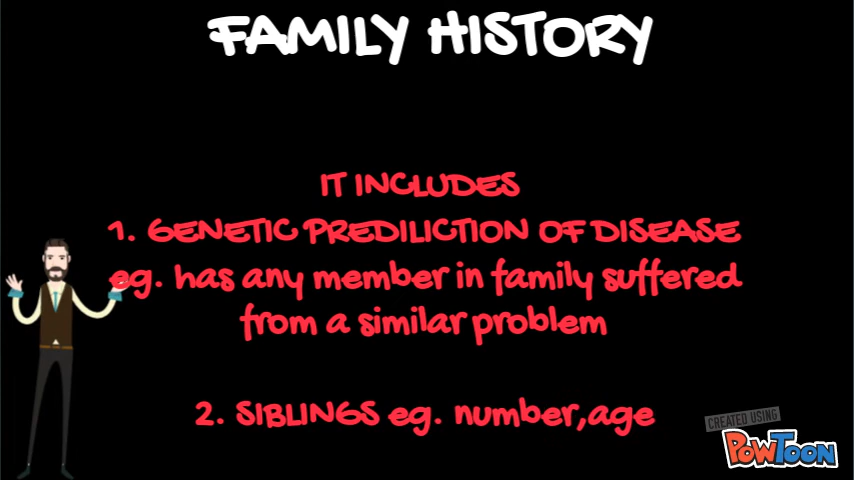 FAMILY HISTORY
IT INCLUDES
1. GENETIC PREDILICTION OF DISEASE
eg. has any member in family suffered
from a similar problem
2. SIBLINGS eg. number,age
CREATED USING
POWTOON